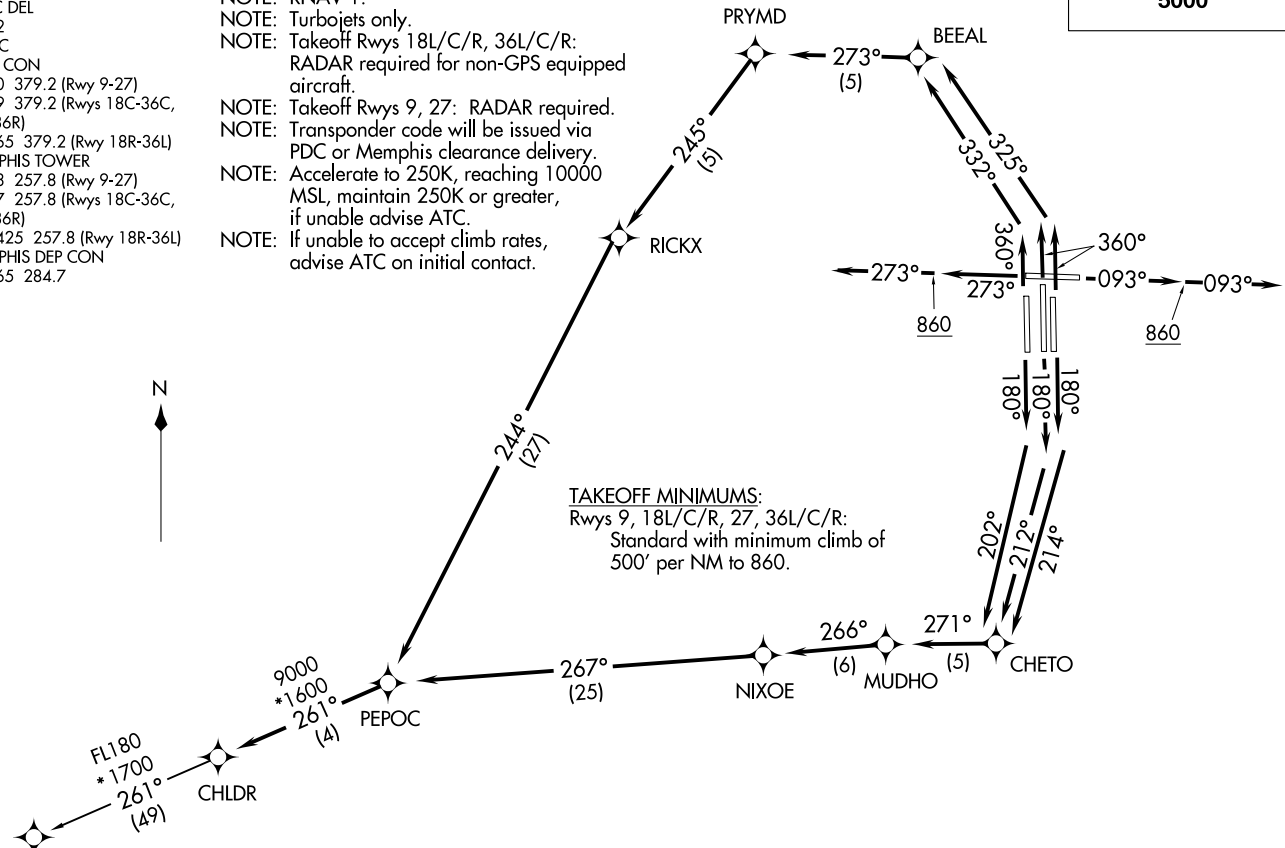 C DEL
2
C
CON
0 379.2 (Rwy 9-27)
9 379.2 (Rwys 18C-36C,
36R)
65 379.2 (Rwy 18R-36L)
PHIS TOWER
3 257.8 (Rwy 9-27)
7 257.8 (Rwys 18C-36C,
36R)
425 257.8 (Rwy 18R-36L)
PHIS DEP CON
65 284.7
NOTE: RNAV 1.
NOTE: Turbojets only.
NOTE: Takeoff Rwys 18L/C/R, 36L/C/R:
RADAR required for non-GPS equipped
aircraft.
NOTE: Takeoff Rwys 9, 27: RADAR required.
NOTE: Transponder code will be issued via
PDC or Memphis clearance delivery.
NOTE: Accelerate to 250K, reaching 10000
MSL, maintain 250K or greater,
if unable advise ATC.
NOTE: If unable to accept climb rates,
advise ATC on initial contact.
5000
PRYMD
BEEAL
273°
(5)
245°
(5)
RICKX
332°
325°
360°
360°
273°
273°
093°
093°
860
860
180°
180°
180°
N
244°
(27)
TAKEOFF MINIMUMS:
Rwys 9, 18L/C/R, 27, 36L/C/R:
Standard with minimum climb of
500' per NM to 860.
202°
212°
214°
271°
(5)
CHETO
266°
(6)
MUDHO
NIXOE
267°
(25)
PEPOC
9000
*1600
261°
(4)
CHLDR
FL180
*1700
261°
(49)